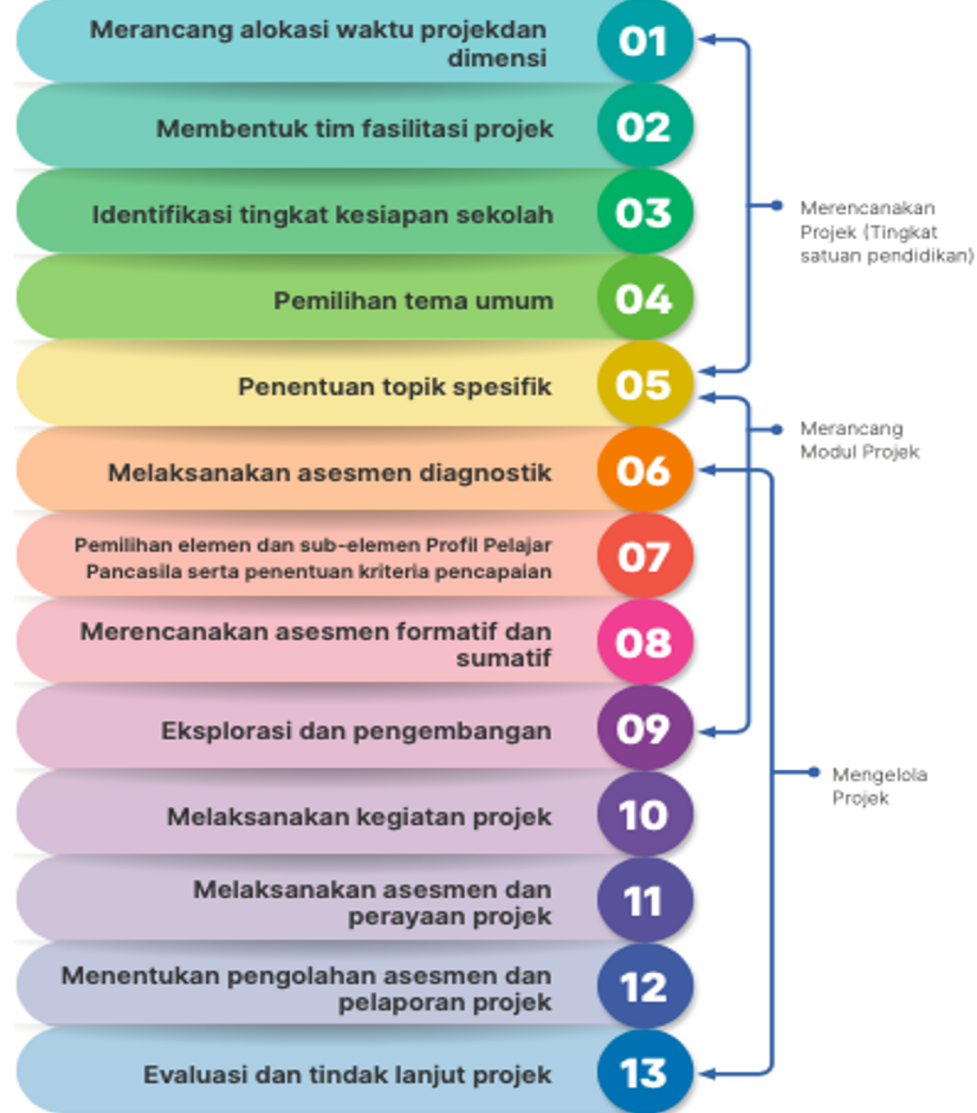 Merancang alokasi waktu projekdan
dimensi
01
Membentuk tim fasilitasi projek
02
Identifikasi tingkat kesiapan sekolah
03
Pemilihan tema umum
04
Penentuan topik spesifik
05
Melaksanakan asesmen diagnostik
06
Pemilihan elemen dan sub-elemen Profil Pelajar
Pancasila serta penentuan kriteria pencapaian
07
Merencanakan asesmen formatif dan
sumatif
08
Eksplorasi dan pengembangan
09
Melaksanakan kegiatan projek
10
Melaksanakan asesmen dan
perayaan projek
11
Menentukan pengolahan asesmen dan
pelaporan projek
12
Evaluasi dan tindak lanjut projek
13
Merencanakan
Projek (Tingkat
satuan pendidikan)
Merancang
Modul Projek
Mengelola
Projek